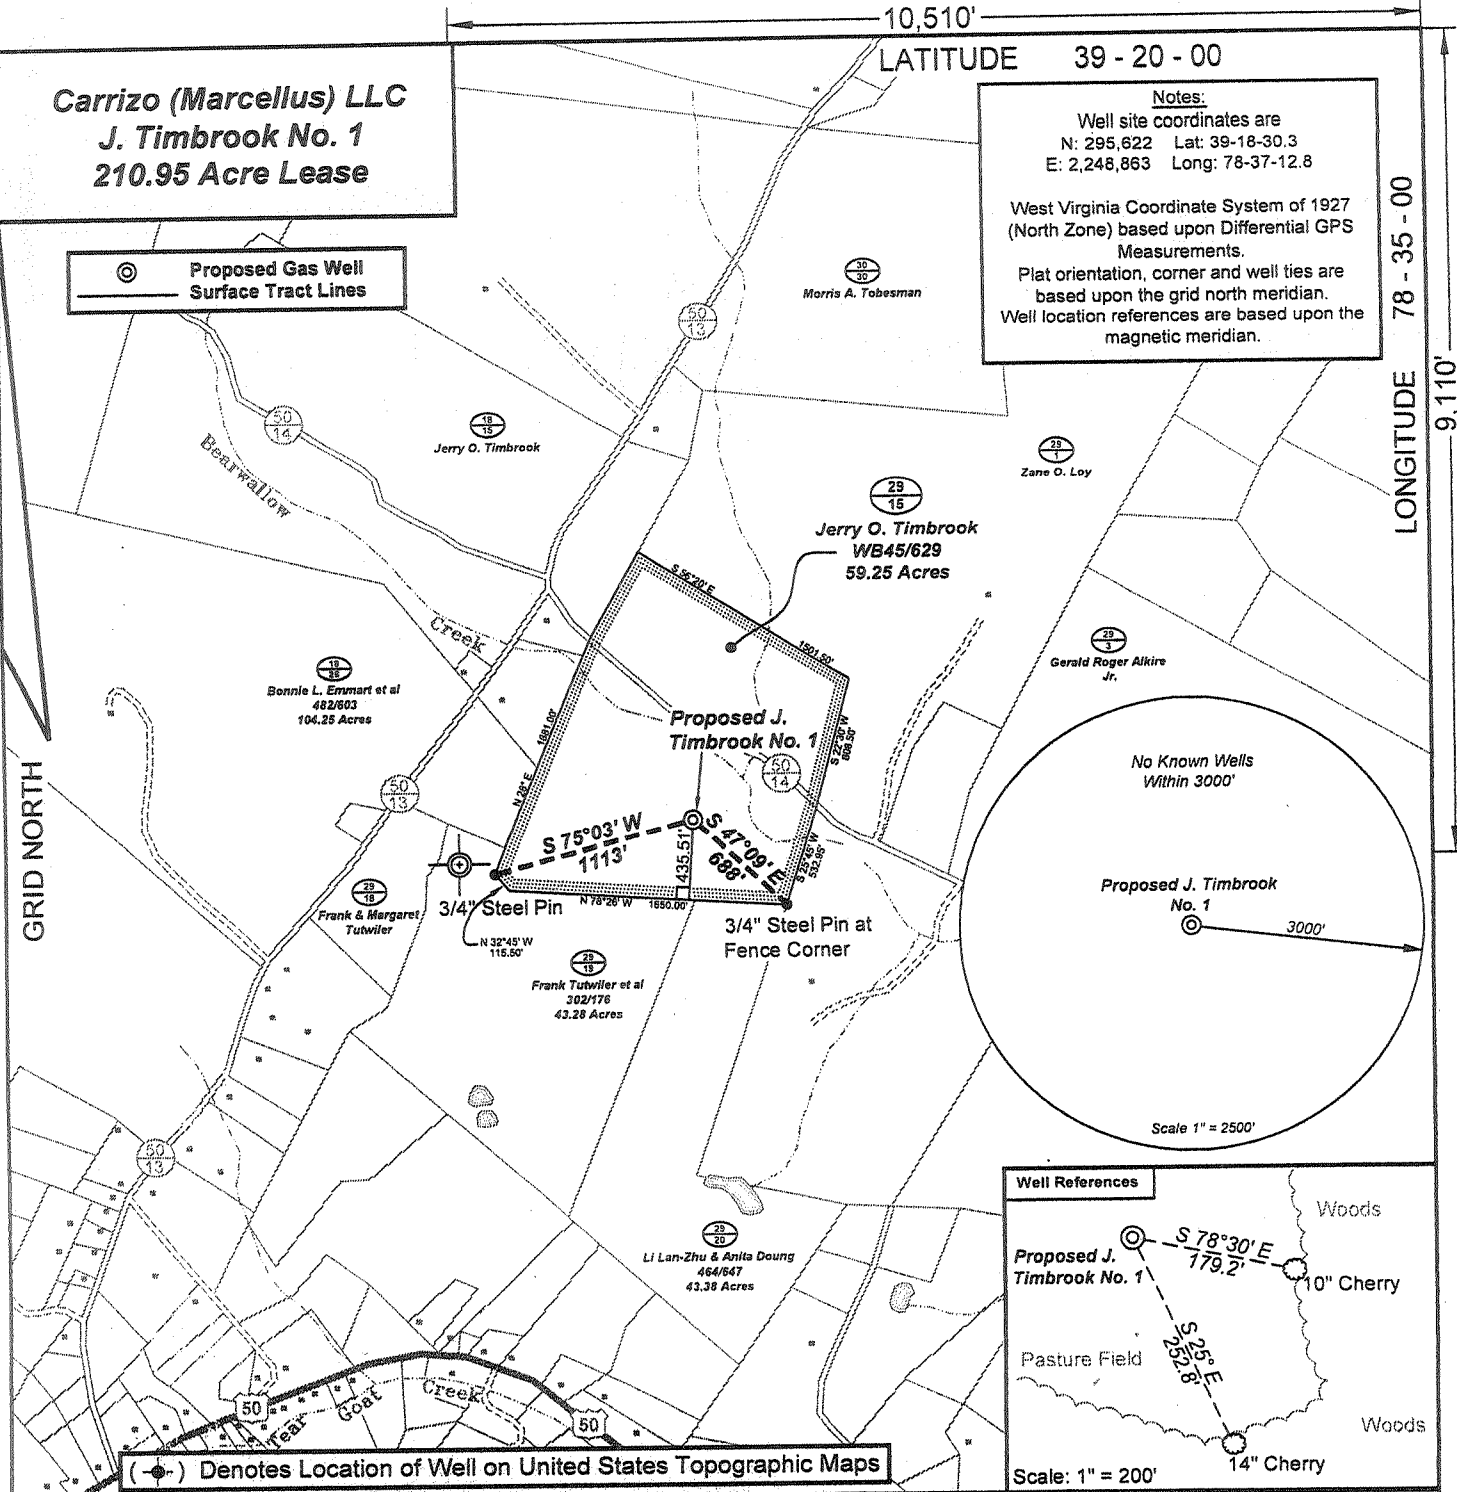 10,510'
LATITUDE 39 - 20 - 00
Carrizo (Marcellus) LLC
J. Timbrook No. 1
210.95 Acre Lease
Notes:
Well site coordinates are
N: 295,622 Lat: 39-18-30.3
E: 2,248,863 Long: 78-37-12.8
West Virginia Coordinate System of 1927
(North Zone) based upon Differential GPS
Measurements.
Plat orientation, corner and well ties are
based upon the grid north meridian.
Well location references are based upon the
magnetic meridian.
LONGITUDE 78 - 35 - 00
9,110'
Proposed Gas Well
Surface Tract Lines
30
30
Morris A. Tobesman
50
13
50
14
18
15
Jerry O. Timbrook
Bearwallow
Creek
29
1
Zane O. Loy
29
15
Jerry O. Timbrook
WB45/629
59.25 Acres
S 56°20' E
1501.50'
29
3
Gerald Roger Alkire
Jr.
18
26
Bonnie L. Emmart et al
482/603
104.25 Acres
1881.00'
N 28° E
Proposed J.
Timbrook No. 1
S 22°30' W
808.50'
50
14
50
13
GRID NORTH
No Known Wells
Within 3000'
S 75°03' W
1113'
435.51'
S 47°09' E
688'
S 25°45' W
532.95'
29
18
Frank & Margaret
Tutwiler
3/4" Steel Pin
N 78°26' W 1650.00'
3/4" Steel Pin at
Fence Corner
N 32°45' W
115.50'
Proposed J. Timbrook
No. 1
3000'
29
19
Frank Tutwiler et al
302/176
43.28 Acres
Scale 1" = 2500'
50
13
Well References
Woods
Proposed J.
Timbrook No. 1
S 78°30' E
179.2'
10" Cherry
29
20
Li Lan-Zhu & Anita Doung
464/647
43.38 Acres
S 25° E
252.8'
Pasture Field
Woods
14" Cherry
Scale: 1" = 200'
50
Tear Goat Creek
50
( ) Denotes Location of Well on United States Topographic Maps